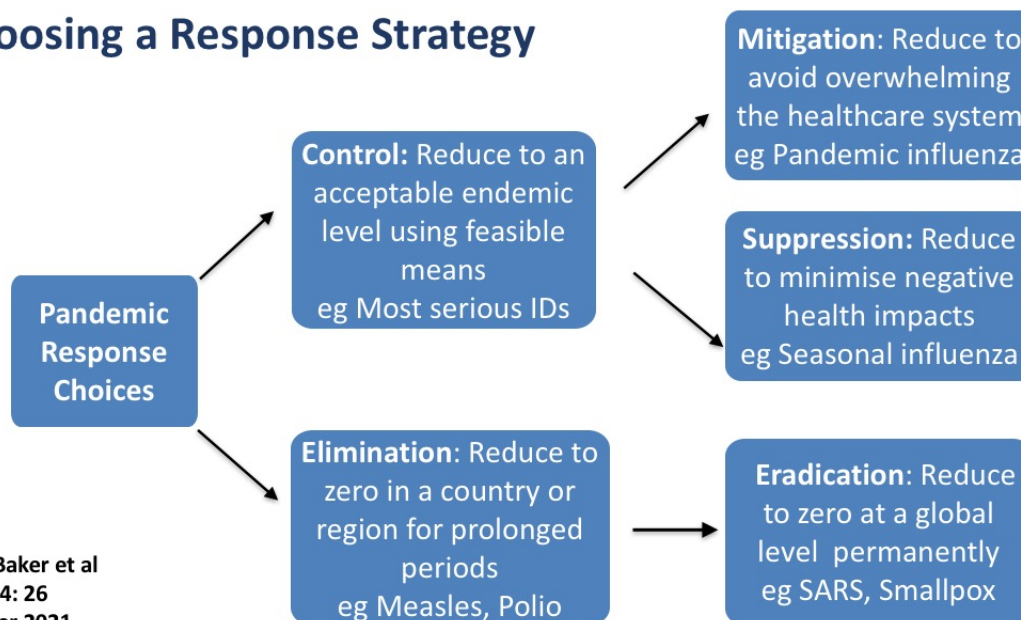 oosing a Response Strategy
Pandemic
Response
Choices
Control: Reduce to an
acceptable endemic
level using feasible
means
eg Most serious IDs
Mitigation: Reduce to
avoid overwhelming
the healthcare system
eg Pandemic influenza
Suppression: Reduce
to minimise negative
health impacts
eg Seasonal influenza
Elimination: Reduce to
zero in a country or
region for prolonged
periods
eg Measles, Polio
Eradication: Reduce
to zero at a global
level permanently
eg SARS, Smallpox
Baker et al
4: 26
2021